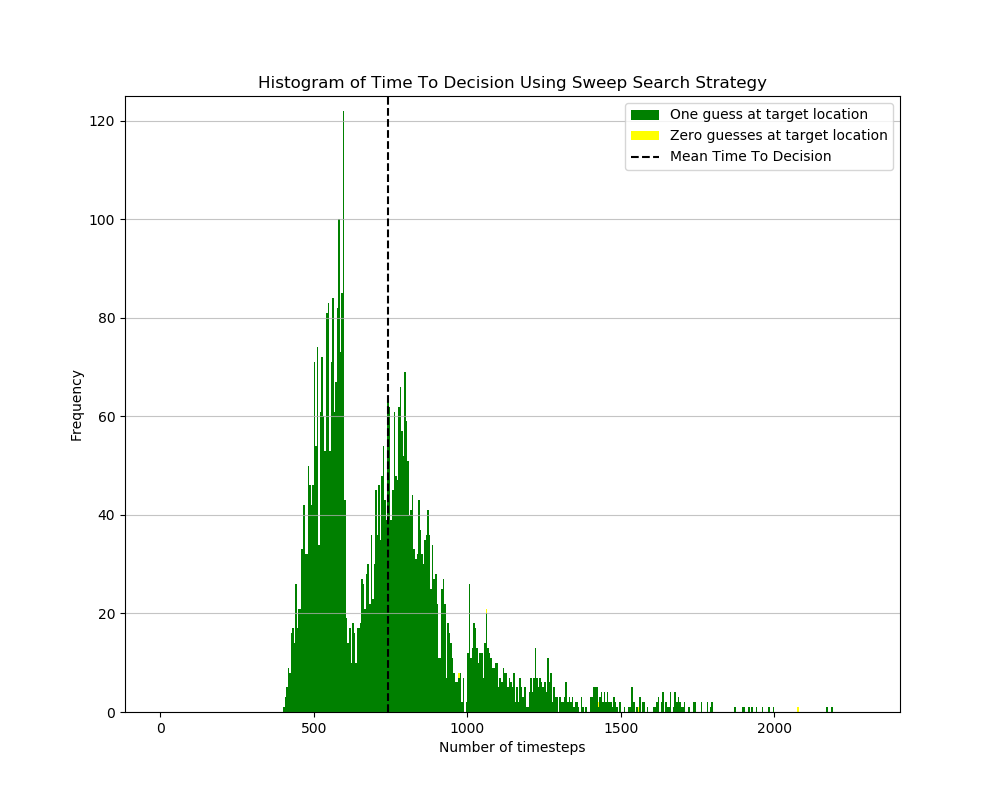 Histogram of Time To Decision Using Sweep Search Strategy
One guess at target location
Zero guesses at target location
Mean Time To Decision
120
100
80
60
40
20
0
Frequency
0 500 1000 1500 2000
Number of timesteps